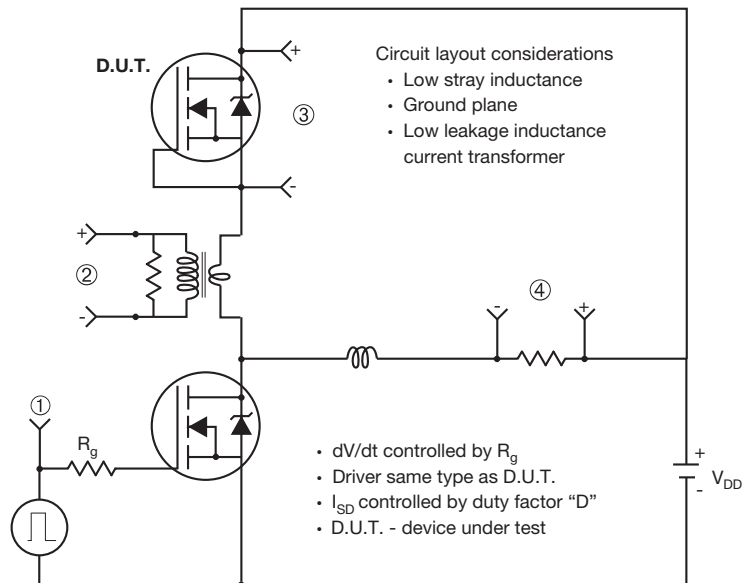 D.U.T.
+
③
-
Circuit layout considerations
• Low stray inductance
• Ground plane
• Low leakage inductance
current transformer
+
②
-
④
-
+
①
Rg
• dV/dt controlled by Rg
• Driver same type as D.U.T.
• ISD controlled by duty factor “D”
• D.U.T. - device under test
+
VDD
-